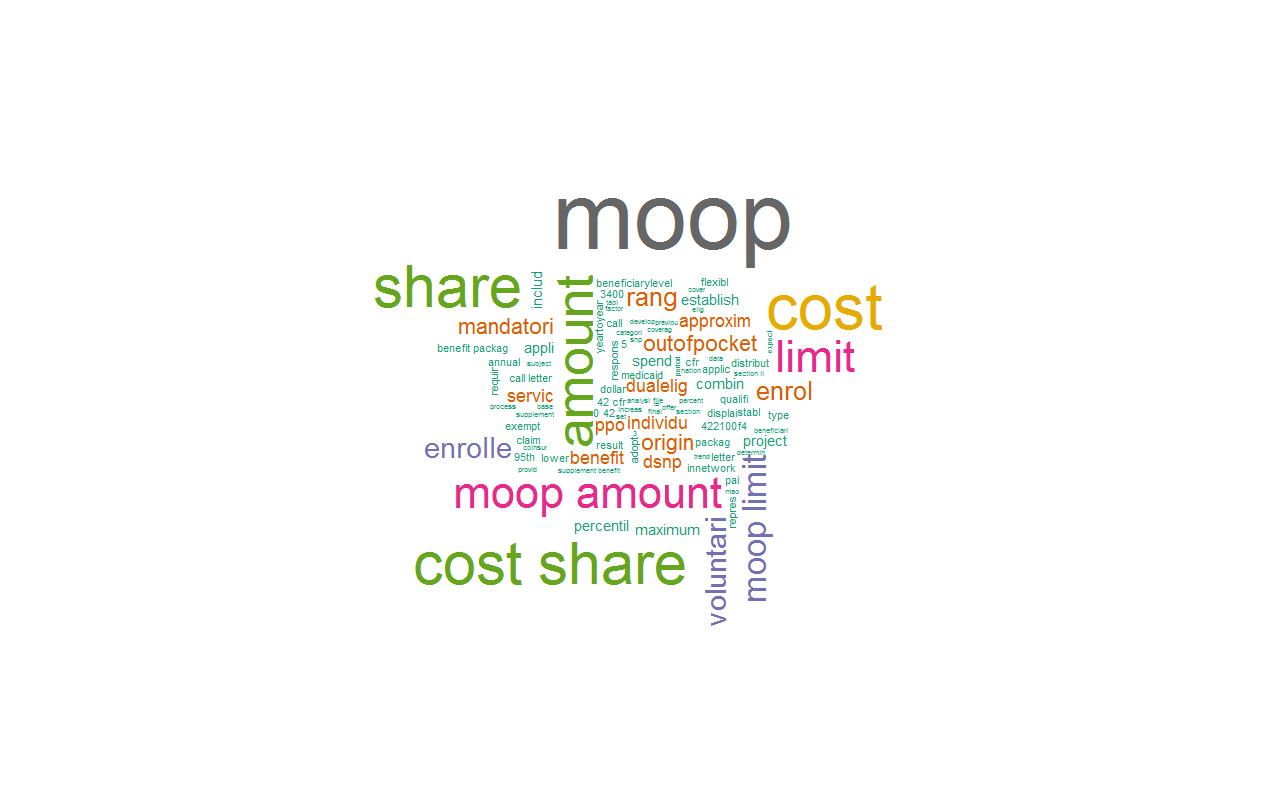 moop
share
includ
amount
beneficiarylevel
flexibl
cover
3400
rang
establish
cost
tabl
factor
elig
mandatori
yeartoyear
call
develop
previou
approxim
categori
coverag
snp
benefit packag
appli
respons
5
outofpocket
expect
limit
annual
subject
spend
period
cfr
data
distribut
requir
call letter
medicaid
nation
applic
section ii
servic
dollar
dualelig
combin
enrol
process
base
supplement
42 cfr
analysi
file
offer
percent
qualifi
increas
final
section
0
42
set
displai
stabl
type
exempt
ppo
individu
422100f4
beneficiari
enrolle
claim
coinsur
result
adopt
3
origin
packag
project
95th
lower
benefit
dsnp
trend
letter
determin
provid
supplement benefit
innetwork
moop amount
pai
mao
moop limit
repres
percentil
maximum
voluntari
cost share